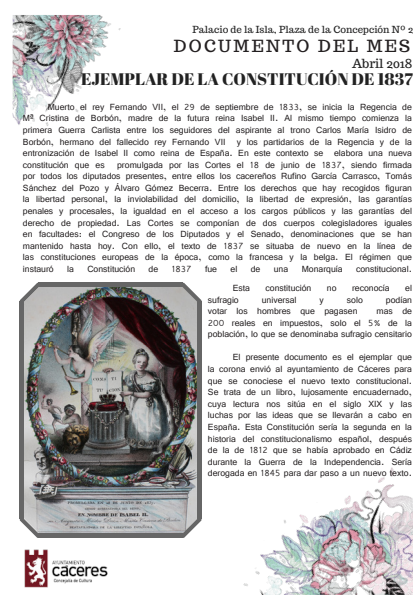 Palacio de la Isla, Plaza de la Concepción Nº 2
DOCUMENTO DEL MES
Abril 2018
EJEMPLAR DE LA CONSTITUCIÓN DE 1837
Muerto el rey Fernando VII, el 29 de septiembre de 1833, se inicia la Regencia de
Mª Cristina de Borbón, madre de la futura reina Isabel II. Al mismo tiempo comienza la
primera Guerra Carlista entre los seguidores del aspirante al trono Carlos María Isidro de
Borbón, hermano del fallecido rey Fernando VII y los partidarios de la Regencia y de la
entronización de Isabel II como reina de España. En este contexto se elabora una nueva
constitución que es promulgada por las Cortes el 18 de junio de 1837, siendo firmada
por todos los diputados presentes, entre ellos los cacereños Rufino García Carrasco, Tomás
Sánchez del Pozo y Álvaro Gómez Becerra. Entre los derechos que hay recogidos figuran
la libertad personal, la inviolabilidad del domicilio, la libertad de expresión, las garantías
penales y procesales, la igualdad en el acceso a los cargos públicos y las garantías del
derecho de propiedad. Las Cortes se componían de dos cuerpos colegisladores iguales
en facultades: el Congreso de los Diputados y el Senado, denominaciones que se han
mantenido hasta hoy. Con ello, el texto de 1837 se situaba de nuevo en la línea de
las constituciones europeas de la época, como la francesa y la belga. El régimen que
instauró la Constitución de 1837 fue el de una Monarquía constitucional.
Esta constitución no reconocía el
sufragio universal y solo podían
votar los hombres que pagasen mas de
200 reales en impuestos, solo el 5% de la
población, lo que se denominaba sufragio censitario
El presente documento es el ejemplar que
la corona envió al ayuntamiento de Cáceres para
que se conociese el nuevo texto constitucional.
Se trata de un libro, lujosamente encuadernado,
cuya lectura nos sitúa en el siglo XIX y las
luchas por las ideas que se llevarán a cabo en
España. Esta Constitución sería la segunda en la
historia del constitucionalismo español, después
de la de 1812 que se había aprobado en Cádiz
durante la Guerra de la Independencia. Sería
derogada en 1845 para dar paso a un nuevo texto.
EN NOMBRE DE ISABEL II.
AYUNTAMIENTO
cáceres
Concejalía de Cultura